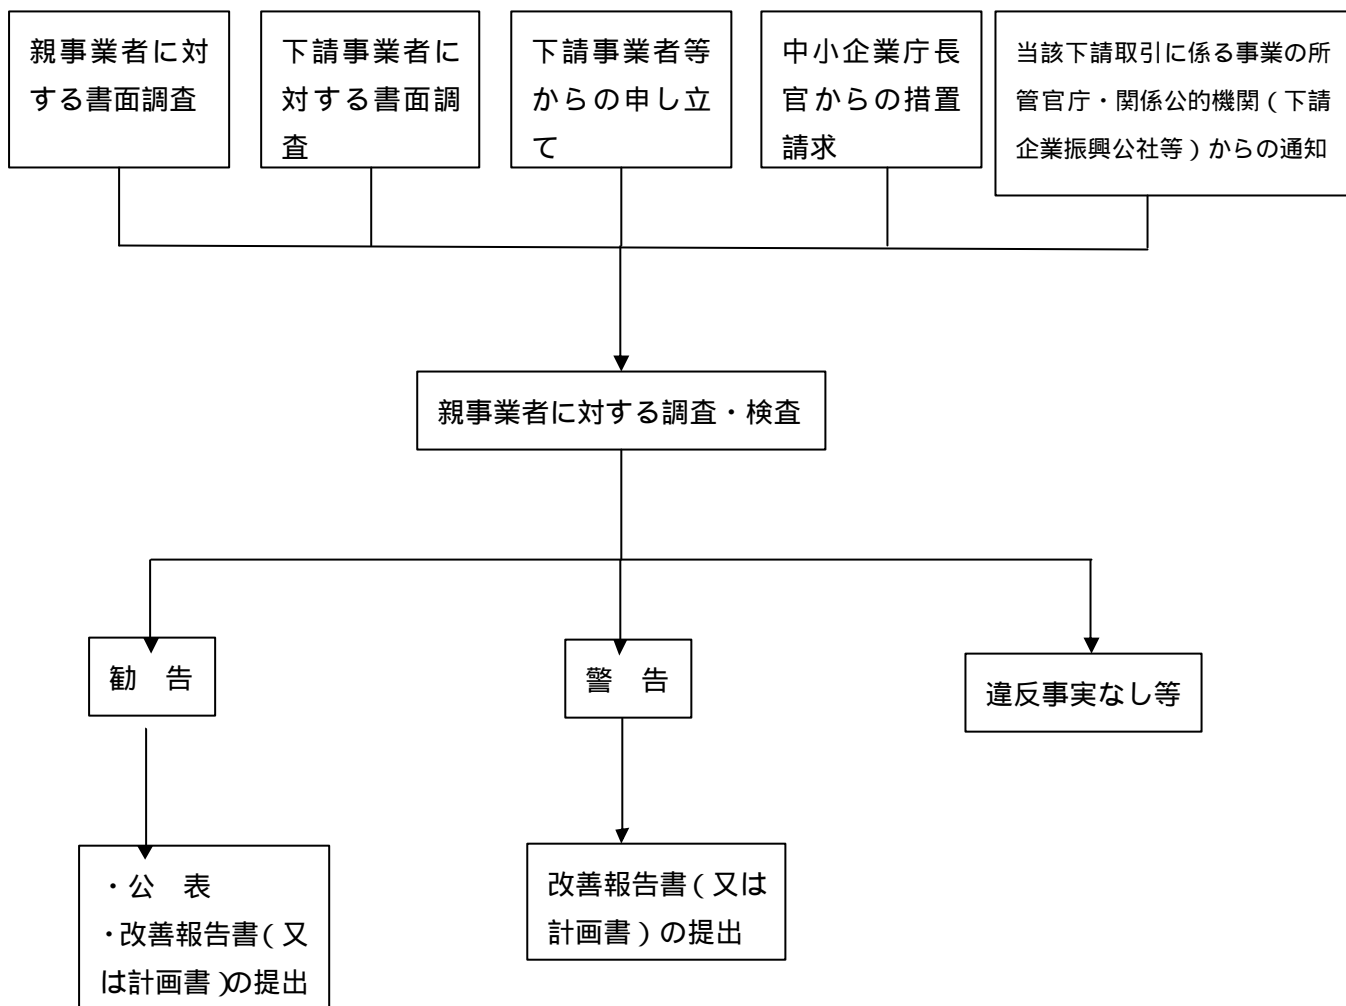 親事業者に対
する書面調査
下請事業者に
対する書面調
査
下請事業者等
からの申し立
て
中小企業庁長
官からの措置
請求
当該下請取引に係る事業の所
管官庁・関係公的機関（下請
企業振興公社等）からの通知
親事業者に対する調査・検査
勧　告
警　告
違反事実なし等
・公　表
・改善報告書（又
は計画書）の提出
改善報告書（又は
計画書）の提出